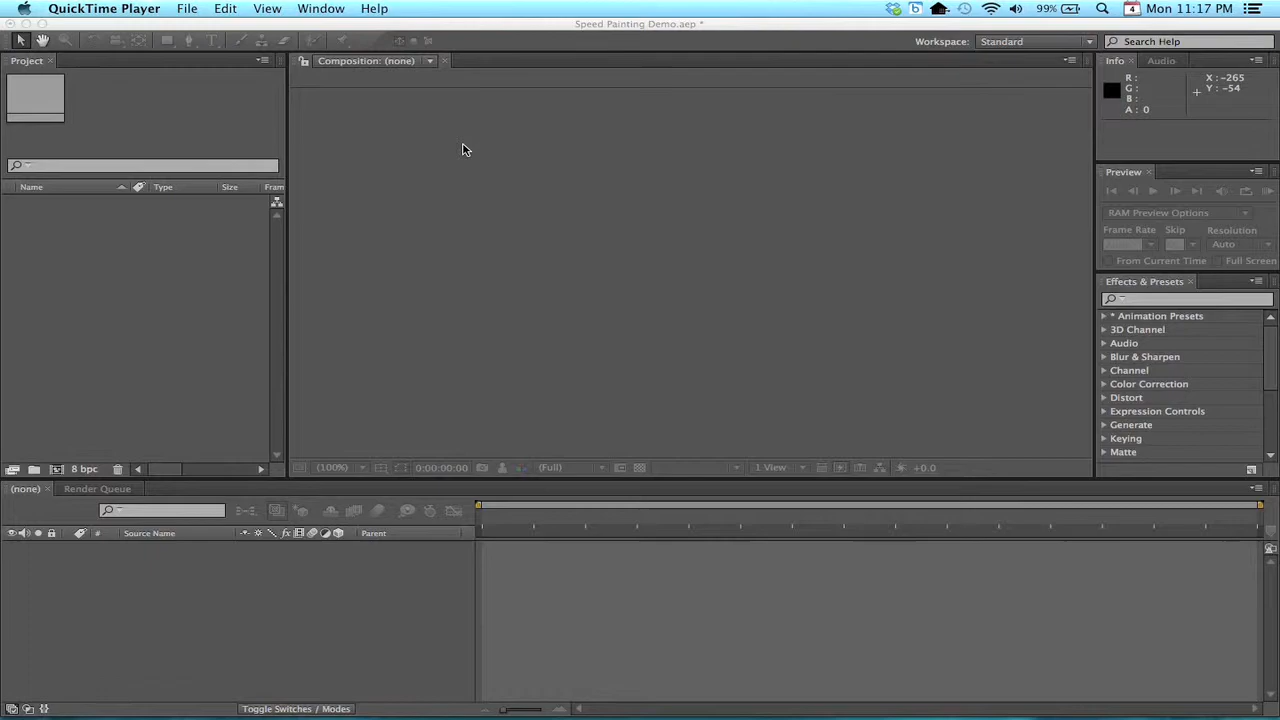 QuickTime Player File Edit View Window Help 99% 4 Mon 11:17 PM
Speed Painting Demo.aep *
Workspace: Standard Search Help
Project Composition: (none) Info Audio
R: X: -265
G: Y: -54
B:
A: 0
Preview
Name Type Size Fram
RAM Preview Options
Frame Rate Skip Resolution
Auto
From Current Time Full Screen
Effects & Presets
* Animation Presets
3D Channel
Audio
Blur & Sharpen
Channel
Color Correction
Distort
Expression Controls
Generate
Keying
Matte
8 bpc (100%) 0:00:00:00 (Full) 1 View +0.0
(none) Render Queue
# Source Name fx Parent
Toggle Switches / Modes